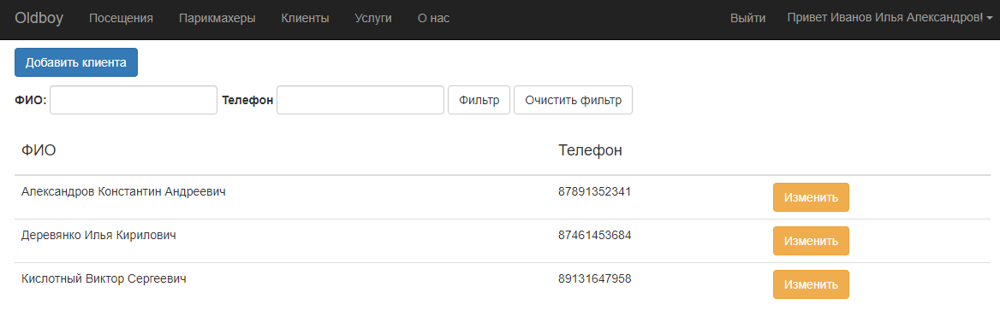 Oldboy Посещения Парикмахеры Клиенты Услуги О нас Выйти Привет Иванов Илья Александров!
Добавить клиента
ФИО: Телефон Фильтр Очистить фильтр
ФИО Телефон
Александров Константин Андреевич 87891352341 Изменить
Деревянко Илья Кирилович 87461453684 Изменить
Кислотный Виктор Сергеевич 89131647958 Изменить